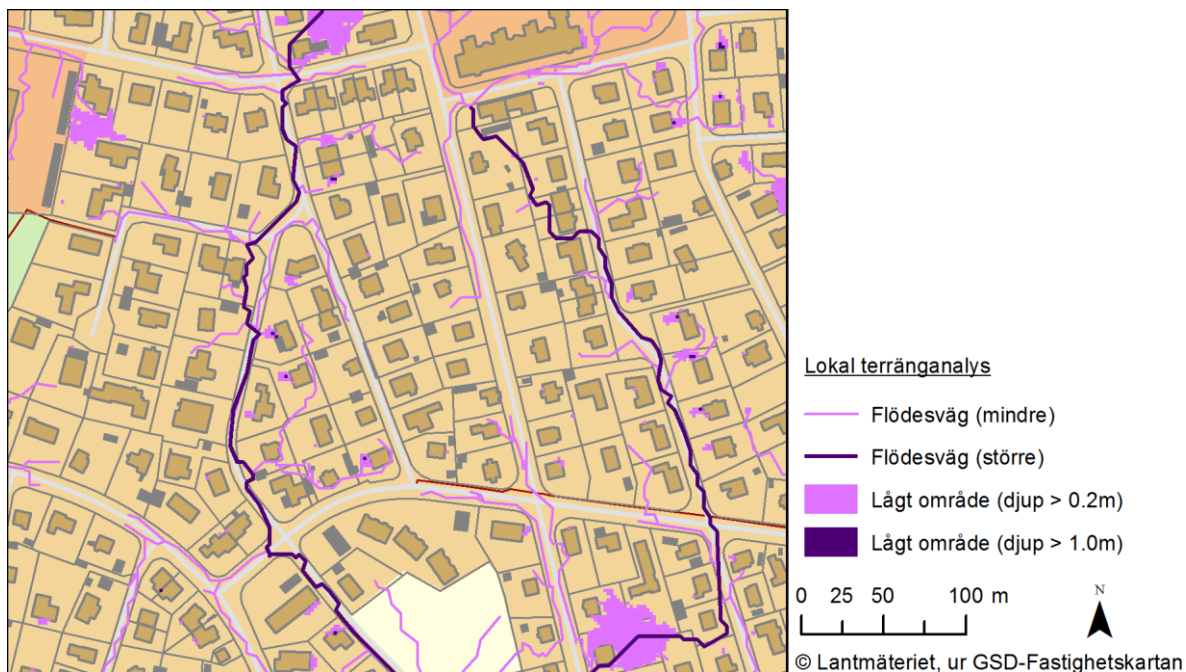 Lokal terränganalys
Flödesväg (mindre)
Flödesväg (större)
Lågt område (djup > 0.2m)
Lågt område (djup > 1.0m)
0 25 50 100 m
N
© Lantmäteriet, ur GSD-Fastighetskartan